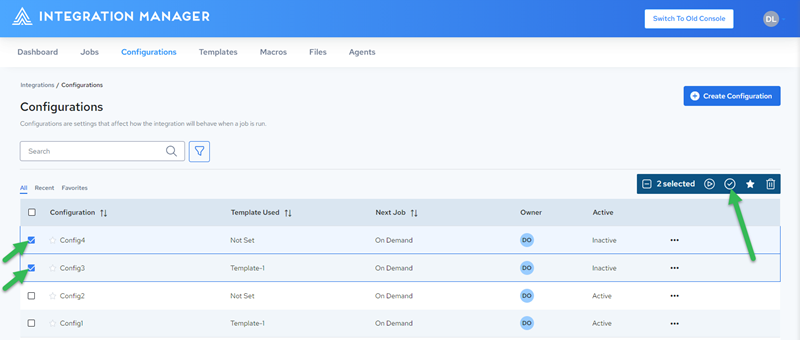 INTEGRATION MANAGER
Switch To Old Console
DL
Dashboard Jobs Configurations Templates Macros Files Agents
Integrations / Configurations
Configurations
Create Configuration
Configurations are settings that affect how the integration will behave when a job is run.
Search
All Recent Favorites
2 selected
Configuration Template Used Next Job Owner Active
Config4 Not Set On Demand DO Inactive
Config3 Template-1 On Demand DO Inactive
Config2 Not Set On Demand DO Active
Config1 Template-1 On Demand DO Active